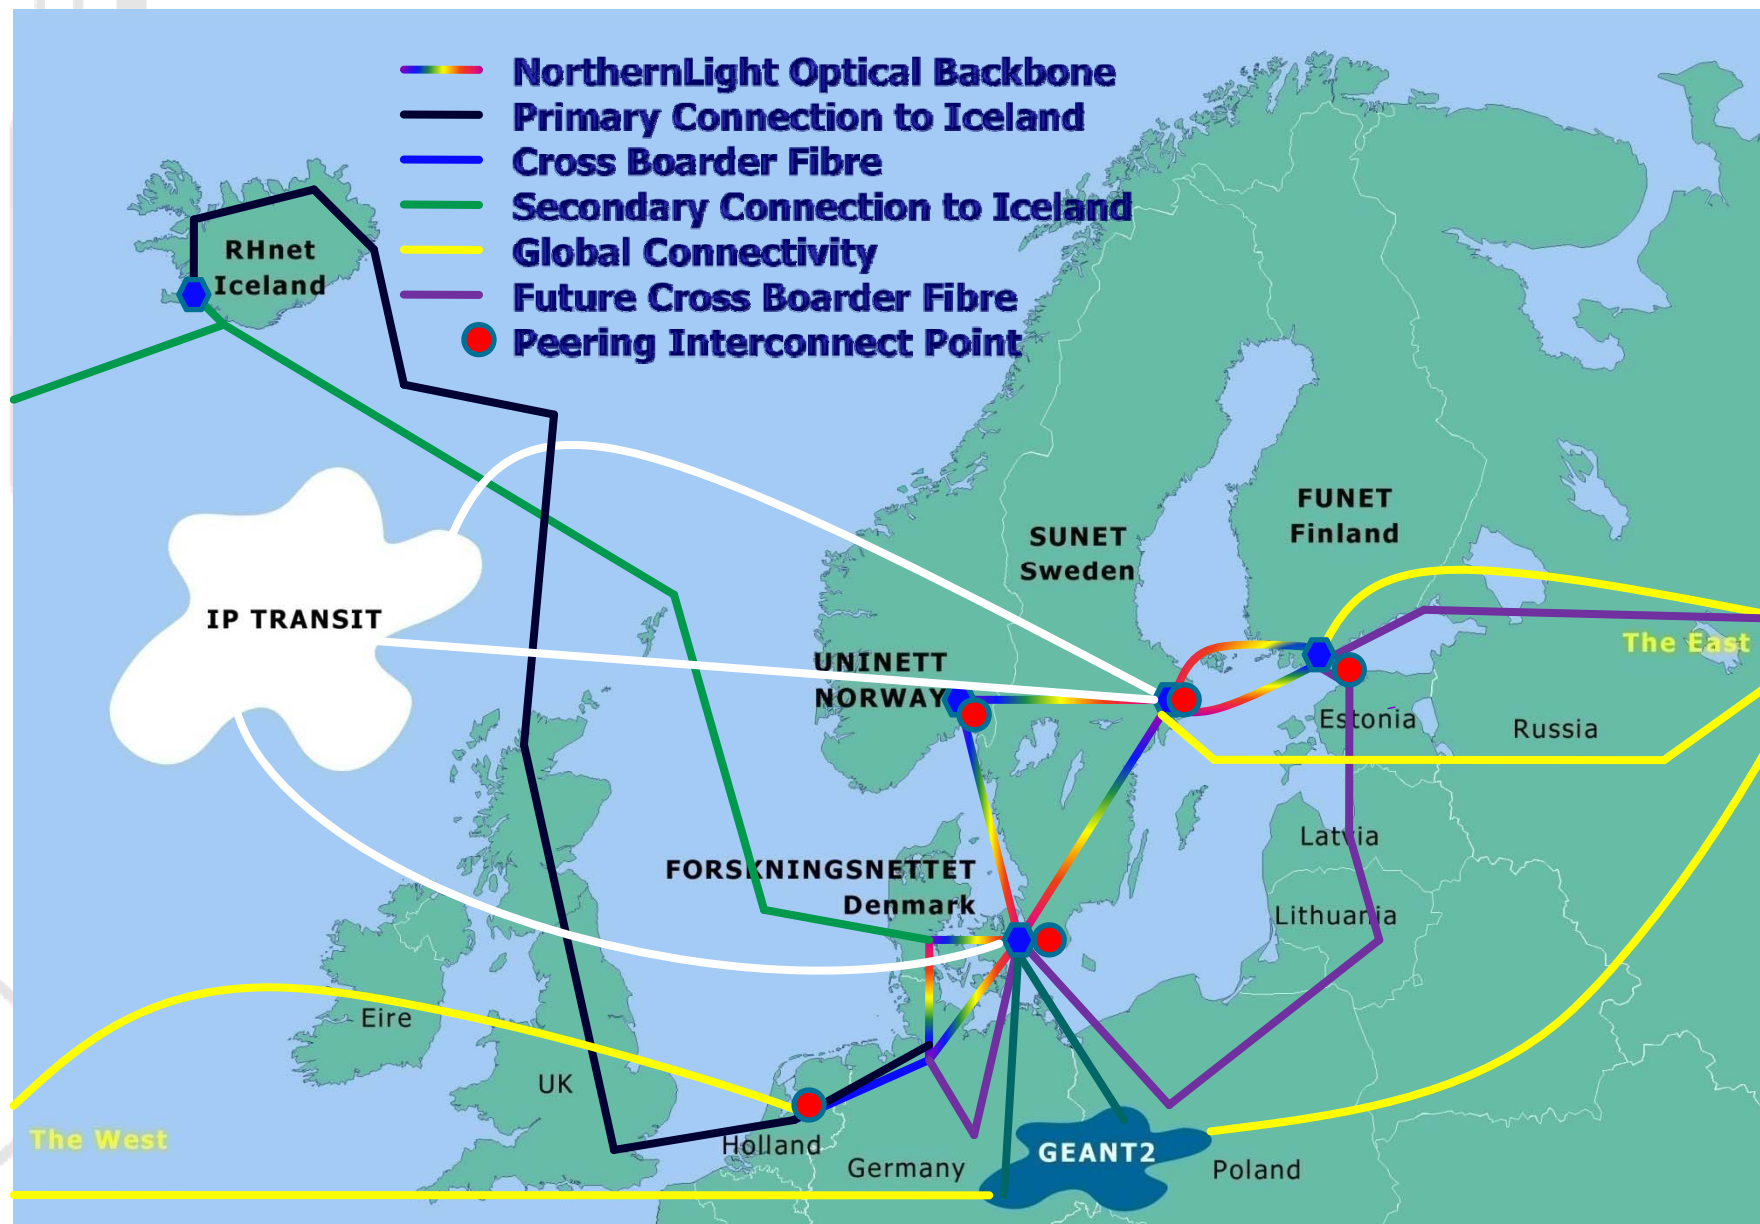 NorthernLight Optical Backbone
Primary Connection to Iceland
Cross Boarder Fibre
Secondary Connection to Iceland
Global Connectivity
Future Cross Boarder Fibre
Peering Interconnect Point
RHnet
Iceland
FUNET
Finland
SUNET
Sweden
IP TRANSIT
The East
UNINETT
NORWAY
Estonia
Russia
Latvia
FORSKNINGSNETTET
Denmark
Lithuania
Eire
UK
The West
Holland
Germany
GEANT2
Poland